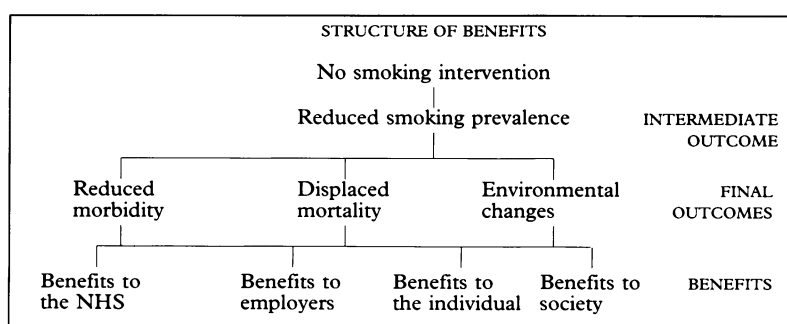 STRUCTURE OF BENEFITS
No smoking intervention
Reduced smoking prevalence
INTERMEDIATE
OUTCOME
Reduced
morbidity
Displaced
mortality
Environmental
changes
FINAL
OUTCOMES
Benefits to
the NHS
Benefits to
employers
Benefits to
the individual
Benefits to
society
BENEFITS